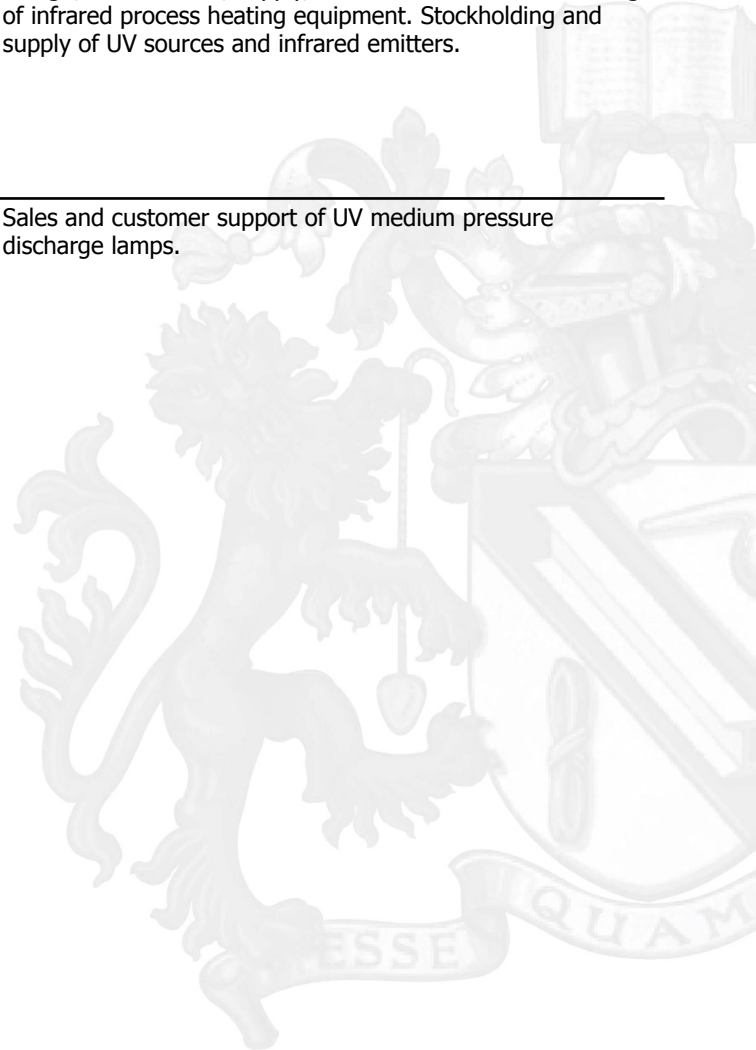 of infrared process heating equipment. Stockholding and
supply of UV sources and infrared emitters.
Sales and customer support of UV medium pressure
discharge lamps.
ESSE QUAM